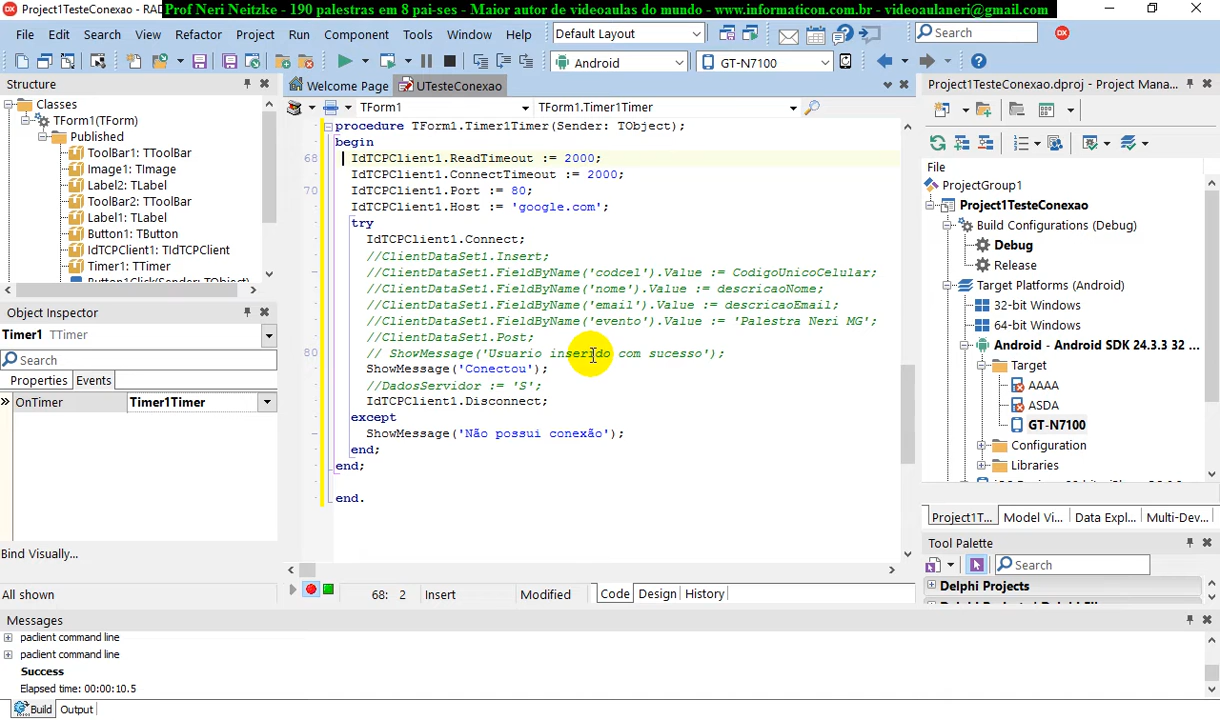 Project1TesteConexao - RAD
Prof Neri Neitzke - 190 palestras em 8 pai-ses - Maior autor de videoaulas do mundo - www.informaticon.com.br - videoaulaneri@gmail.com
File Edit Search View Refactor Project Run Component Tools Window Help
Default Layout
Search
Android
GT-N7100
Structure
Welcome Page
UTesteConexao
Project1TesteConexao.dproj - Project Mana...
Classes
TForm1(TForm)
Published
ToolBar1: TToolBar
Image1: TImage
Label2: TLabel
ToolBar2: TToolBar
Label1: TLabel
Button1: TButton
IdTCPClient1: TIdTCPClient
Timer1: TTimer
Button1Click(Sender: TObject)
Object Inspector
Timer1 TTimer
Search
Properties Events
OnTimer Timer1Timer
Bind Visually...
All shown
TForm1
TForm1.Timer1Timer
procedure TForm1.Timer1Timer(Sender: TObject);
begin
68 IdTCPClient1.ReadTimeout := 2000;
IdTCPClient1.ConnectTimeout := 2000;
70 IdTCPClient1.Port := 80;
IdTCPClient1.Host := 'google.com';
try
IdTCPClient1.Connect;
//ClientDataSet1.Insert;
//ClientDataSet1.FieldByName('codcel').Value := CodigoUnicoCelular;
//ClientDataSet1.FieldByName('nome').Value := descricaoNome;
//ClientDataSet1.FieldByName('email').Value := descricaoEmail;
//ClientDataSet1.FieldByName('evento').Value := 'Palestra Neri MG';
//ClientDataSet1.Post;
80 // ShowMessage('Usuario inserido com sucesso');
ShowMessage('Conectou');
//DadosServidor := 'S';
IdTCPClient1.Disconnect;
except
ShowMessage('Não possui conexão');
end;
end;
end.
68: 2 Insert Modified
Code Design History
File
ProjectGroup1
Project1TesteConexao
Build Configurations (Debug)
Debug
Release
Target Platforms (Android)
32-bit Windows
64-bit Windows
Android - Android SDK 24.3.3 32 ...
Target
AAAA
ASDA
GT-N7100
Configuration
Libraries
Project1T... Model Vi... Data Expl... Multi-Dev...
Tool Palette
Search
Delphi Projects
Messages
paclient command line
paclient command line
Success
Elapsed time: 00:00:10.5
Build Output